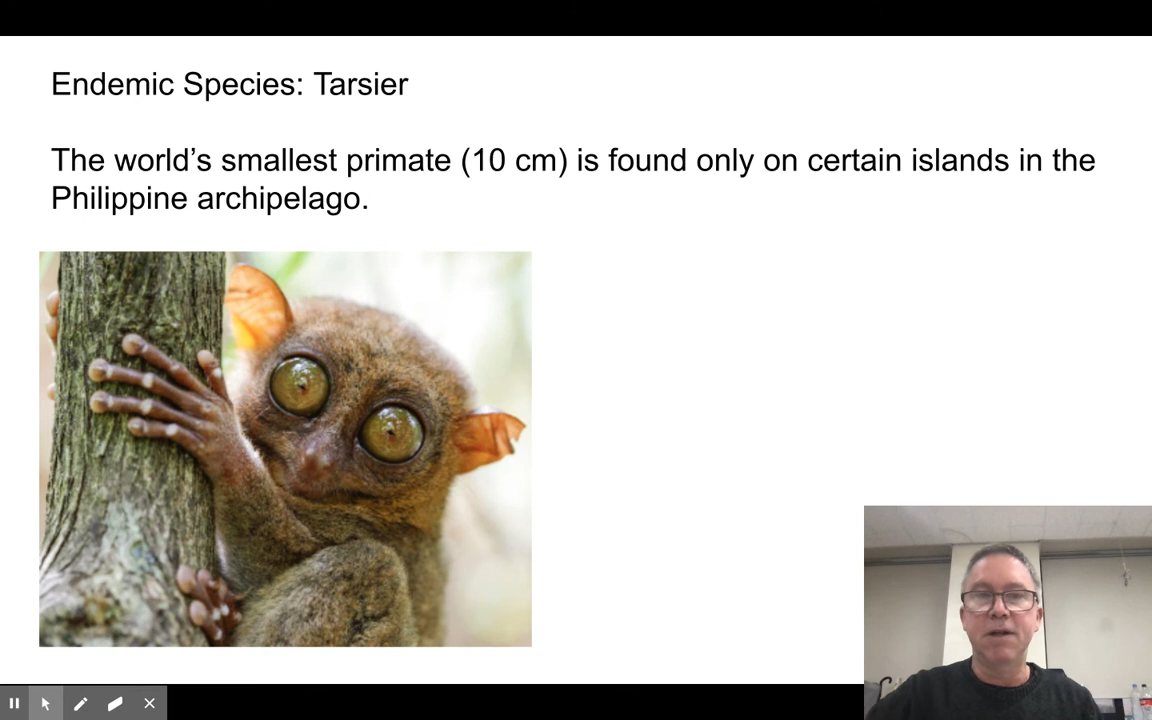 Endemic Species: Tarsier
The world’s smallest primate (10 cm) is found only on certain islands in the
Philippine archipelago.